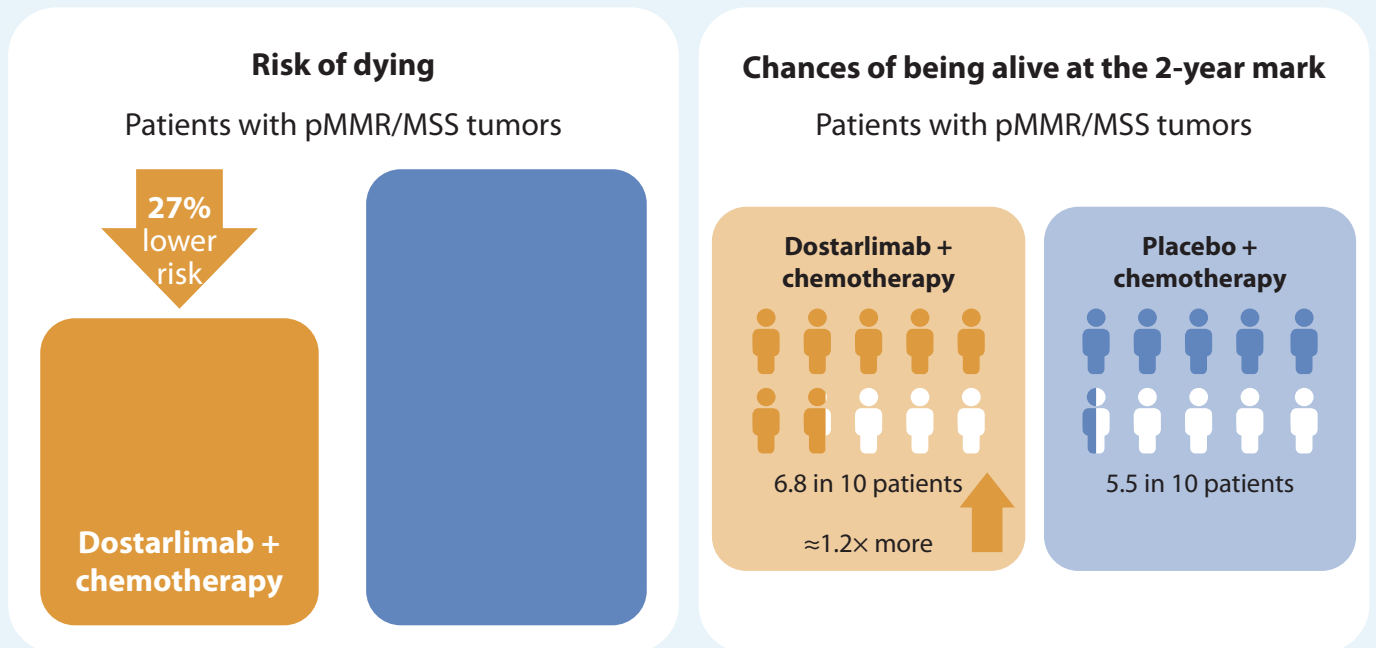 Risk of dying
Patients with pMMR/MSS tumors
27%
lower
risk
Dostarlimab +
chemotherapy
Chances of being alive at the 2-year mark
Patients with pMMR/MSS tumors
Dostarlimab +
chemotherapy
6.8 in 10 patients
≈1.2× more
Placebo +
chemotherapy
5.5 in 10 patients